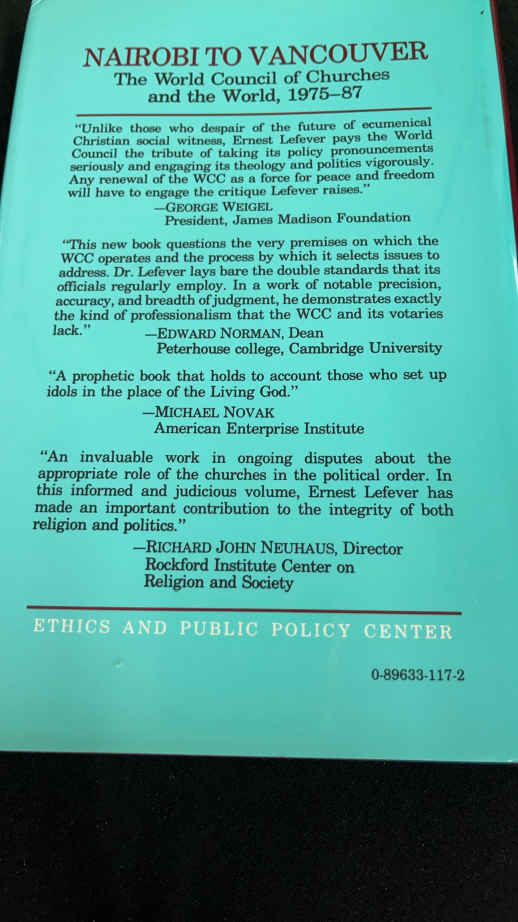 NAIROBI TO VANCOUVER
The World Council of Churches
and the World, 1975–87
“Unlike those who despair of the future of ecumenical
Christian social witness, Ernest Lefever pays the World
Council the tribute of taking its policy pronouncements
seriously and engaging its theology and politics vigorously.
Any renewal of the WCC as a force for peace and freedom
will have to engage the critique Lefever raises.”
—GEORGE WEIGEL
President, James Madison Foundation
“This new book questions the very premises on which the
WCC operates and the process by which it selects issues to
address. Dr. Lefever lays bare the double standards that its
officials regularly employ. In a work of notable precision,
accuracy, and breadth of judgment, he demonstrates exactly
the kind of professionalism that the WCC and its votaries
lack.” —EDWARD NORMAN, Dean
Peterhouse college, Cambridge University
“A prophetic book that holds to account those who set up
idols in the place of the Living God.”
—MICHAEL NOVAK
American Enterprise Institute
“An invaluable work in ongoing disputes about the
appropriate role of the churches in the political order. In
this informed and judicious volume, Ernest Lefever has
made an important contribution to the integrity of both
religion and politics.”
—RICHARD JOHN NEUHAUS, Director
Rockford Institute Center on
Religion and Society
ETHICS AND PUBLIC POLICY CENTER
0-89633-117-2